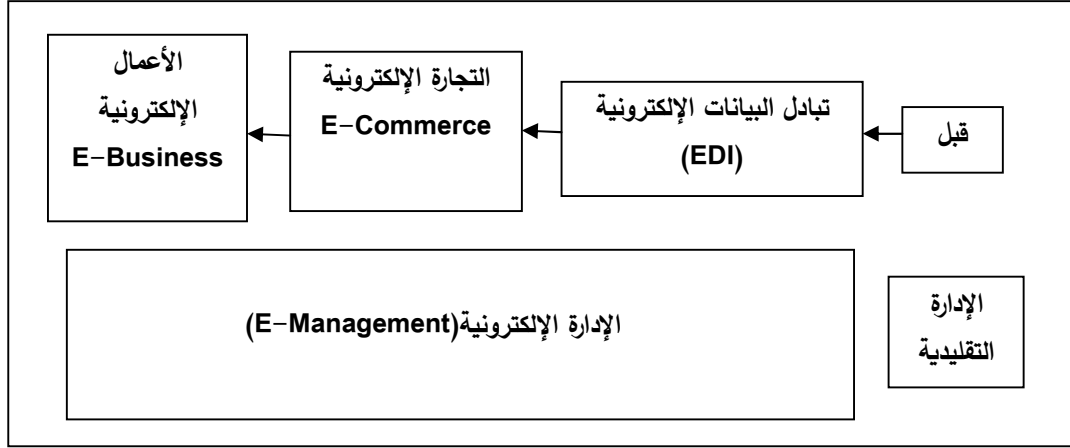 قبل
تبادل البيانات الإلكترونية
(EDI)
التجارة الإلكترونية
E-Commerce
الأعمال
الإلكترونية
E-Business
الإدارة
التقليدية
الإدارة الإلكترونية(E-Management)